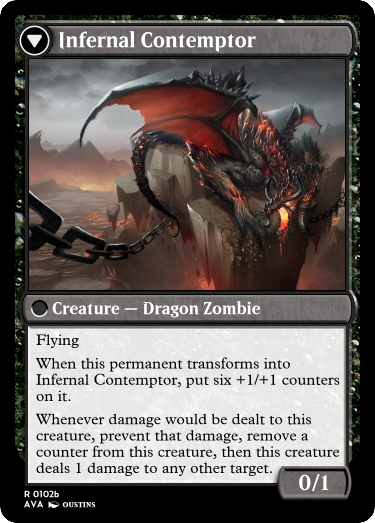 Infernal Contemptor
Creature — Dragon Zombie
Flying
When this permanent transforms into
Infernal Contemptor, put six +1/+1 counters
on it.
Whenever damage would be dealt to this
creature, prevent that damage, remove a
counter from this creature, then this creature
deals 1 damage to any other target.
0/1
R 0102b
AVA OUSTINS